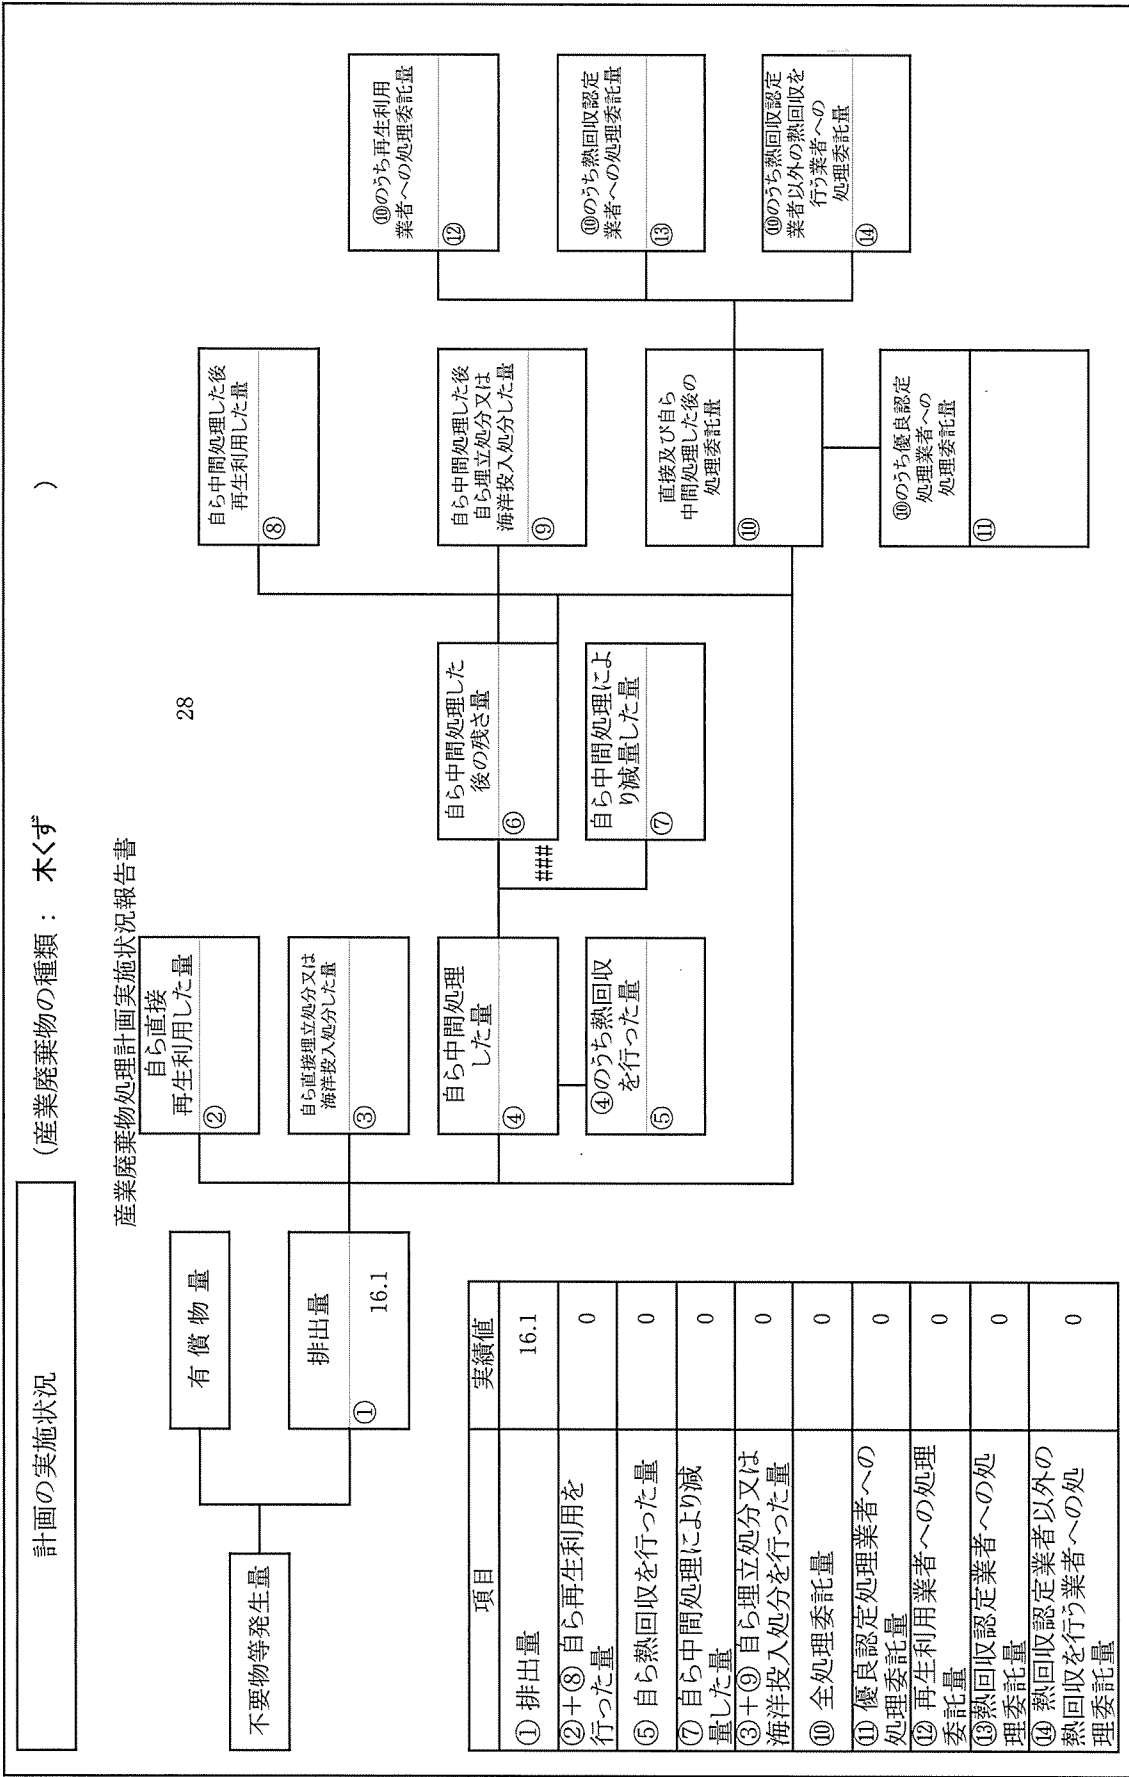 計画の実施状況
(産業廃棄物の種類： 木くず )
産業廃棄物処理計画実施状況報告書
28
不要物等発生量
有 償 物 量
排出量
①
16.1
自ら直接
再生利用した量
②
自ら直接埋立処分又は
海洋投入処分した量
③
自ら中間処理
した量
④
④のうち熱回収
を行った量
⑤
###
自ら中間処理した
後の残さ量
⑥
自ら中間処理によ
り減量した量
⑦
自ら中間処理した後
再生利用した量
⑧
自ら中間処理した後
自ら埋立処分又は
海洋投入処分した量
⑨
直接及び自ら
中間処理した後の
処理委託量
⑩
⑩のうち優良認定
処理業者への
処理委託量
⑪
⑩のうち再生利用
業者への処理委託量
⑫
⑩のうち熱回収認定
業者への処理委託量
⑬
⑩のうち熱回収認定
業者以外の熱回収を
行う業者への
処理委託量
⑭
項目 実績値
① 排出量 16.1
②＋⑧ 自ら再生利用を
行った量 0
⑤ 自ら熱回収を行った量 0
⑦ 自ら中間処理により減
量した量 0
③＋⑨ 自ら埋立処分又は
海洋投入処分を行った量 0
⑩ 全処理委託量 0
⑪ 優良認定処理業者への
処理委託量 0
⑫ 再生利用業者への処理
委託量 0
⑬熱回収認定業者への処
理委託量 0
⑭ 熱回収認定業者以外の
熱回収を行う業者への処
理委託量 0